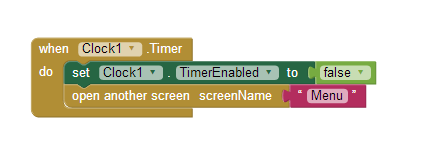 when Clock1 .Timer
do set Clock1 . TimerEnabled to false
open another screen screenName " Menu "